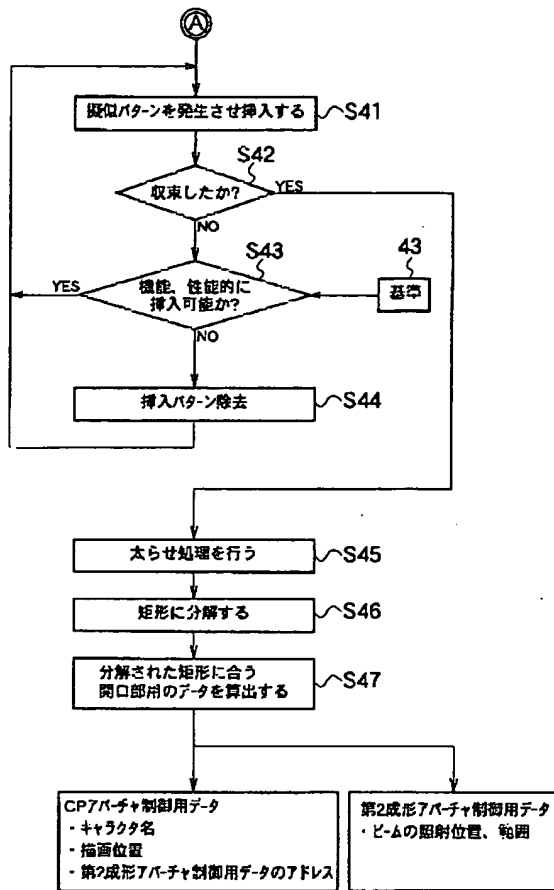 A
擬似パターンを発生させ挿入する
S41
S42
収束したか?
YES
NO
S43
43
YES
機能、性能的に
挿入可能か?
基準
NO
挿入パターン除去
S44
太らせ処理を行う
S45
矩形に分解する
S46
分解された矩形に合う
開口部用のデータを算出する
S47
CPアパーチャ制御用データ
・キャラクタ名
・描画位置
・第2成形アパーチャ制御用データのアドレス
第2成形アパーチャ制御用データ
・ビームの照射位置、範囲